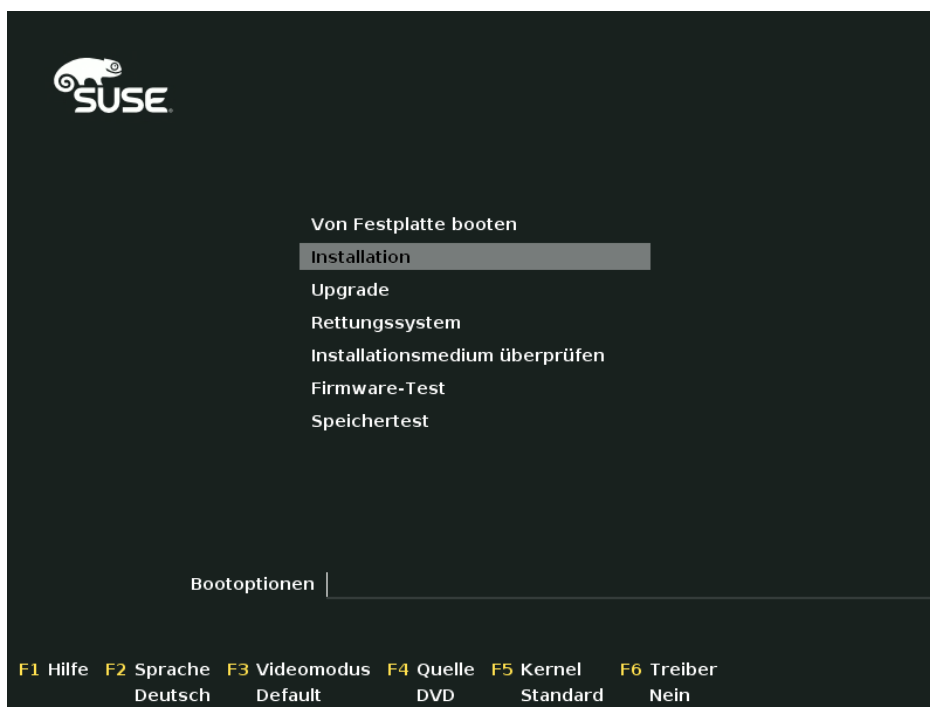 SUSE.
Von Festplatte booten
Installation
Upgrade
Rettungssystem
Installationsmedium überprüfen
Firmware-Test
Speichertest
Bootoptionen
F1 Hilfe F2 Sprache F3 Videomodus F4 Quelle F5 Kernel F6 Treiber
Deutsch Default DVD Standard Nein